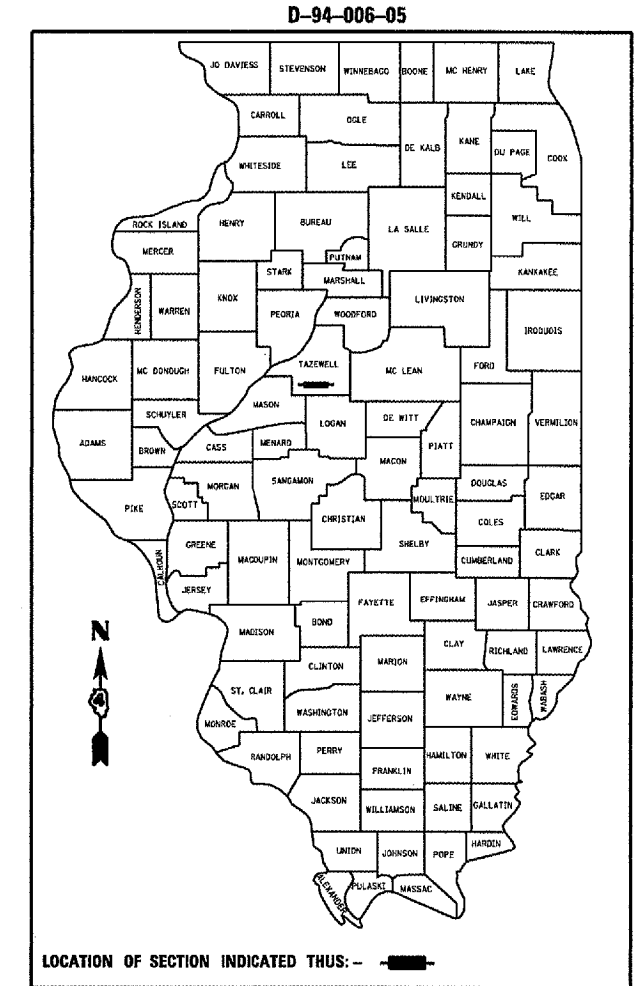 D-94-006-05
JO DAVIESS STEVENSON WINNEBAGO BOONE MC HENRY LAKE
CARROLL OGLE DE KALB KANE DU PAGE COOK
WHITESIDE LEE
KENDALL WILL
ROCK ISLAND HENRY BUREAU LA SALLE
MERCER PUTNAM GRUNDY
STARK MARSHALL KANKAKEE
HENDERSON WARREN KNOX PEORIA WOODFORD LIVINGSTON IROQUOIS
HANCOCK MC DONOUGH FULTON TAZEWELL MC LEAN FORD
SCHUYLER MASON LOGAN DE WITT CHAMPAIGN VERMILION
ADAMS BROWN CASS MENARD MACON PIATT
MORGAN SANGAMON DOUGLAS EDGAR
PIKE SCOTT CHRISTIAN MOULTRIE COLES
GREENE MACOUPIN MONTGOMERY SHELBY CUMBERLAND CLARK
CALHOUN JERSEY FAYETTE EFFINGHAM JASPER CRAWFORD
N MADISON BOND CLAY RICHLAND LAWRENCE
CLINTON MARION
4 ST. CLAIR WASHINGTON JEFFERSON WAYNE EDWARDS WABASH
MONROE
RANDOLPH PERRY FRANKLIN HAMILTON WHITE
JACKSON WILLIAMSON SALINE GALLATIN
UNION JOHNSON POPE HARDIN
ALEXANDER PULASKI MASSAC
LOCATION OF SECTION INDICATED THUS:-